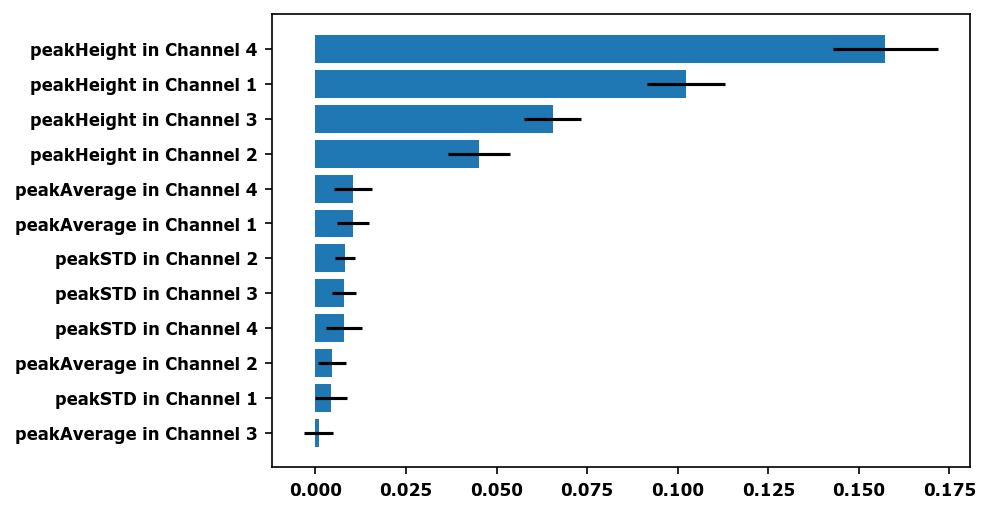 peakHeight in Channel 4
peakHeight in Channel 1
peakHeight in Channel 3
peakHeight in Channel 2
peakAverage in Channel 4
peakAverage in Channel 1
peakSTD in Channel 2
peakSTD in Channel 3
peakSTD in Channel 4
peakAverage in Channel 2
peakSTD in Channel 1
peakAverage in Channel 3
0.000 0.025 0.050 0.075 0.100 0.125 0.150 0.175